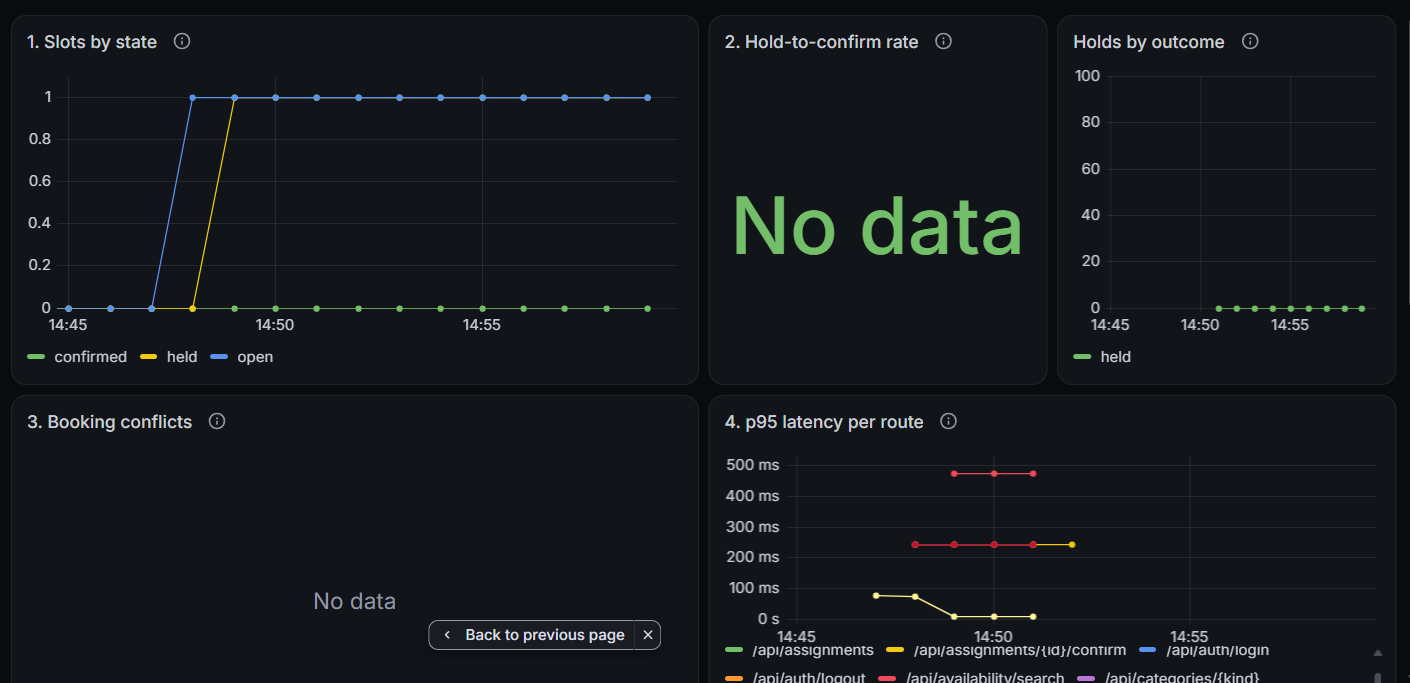 1. Slots by state
1
0.8
0.6
0.4
0.2
0
14:45 14:50 14:55
confirmed held open
2. Hold-to-confirm rate
No data
Holds by outcome
100
80
60
40
20
0
14:45 14:50 14:55
held
3. Booking conflicts
No data
Back to previous page
4. p95 latency per route
500 ms
400 ms
300 ms
200 ms
100 ms
0 s
14:45 14:50 14:55
/api/assignments /api/assignments/{id}/confirm /api/auth/login
/api/auth/logout /api/availability/search /api/categories/{kind}